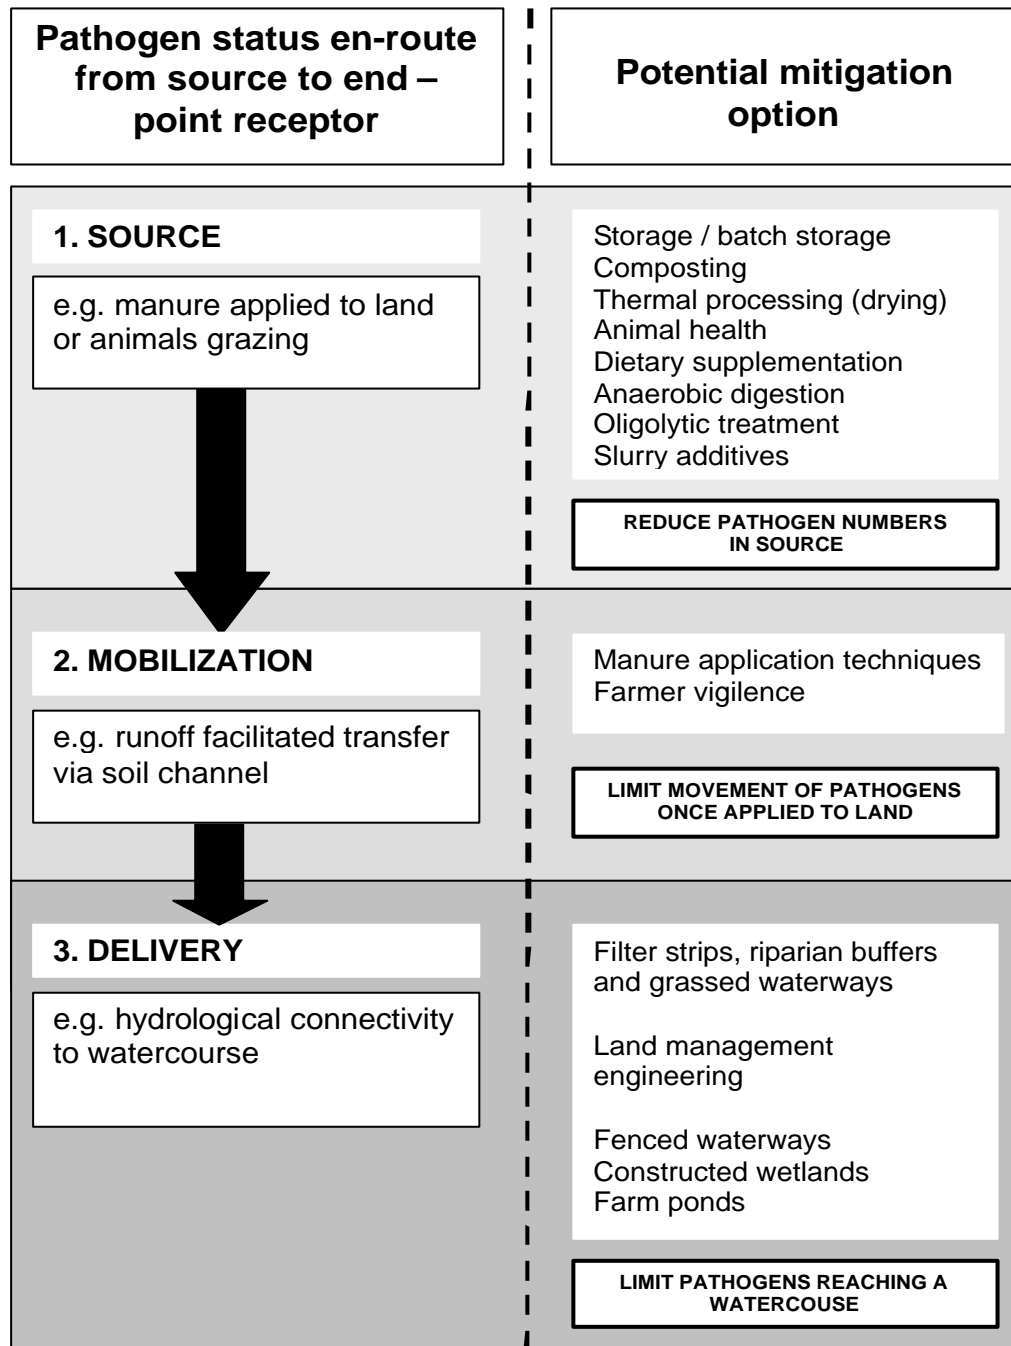 Pathogen status en-route
from source to end –
point receptor
Potential mitigation
option
1. SOURCE
e.g. manure applied to land
or animals grazing
Storage / batch storage
Composting
Thermal processing (drying)
Animal health
Dietary supplementation
Anaerobic digestion
Oligolytic treatment
Slurry additives
REDUCE PATHOGEN NUMBERS
IN SOURCE
2. MOBILIZATION
e.g. runoff facilitated transfer
via soil channel
Manure application techniques
Farmer vigilence
LIMIT MOVEMENT OF PATHOGENS
ONCE APPLIED TO LAND
3. DELIVERY
e.g. hydrological connectivity
to watercourse
Filter strips, riparian buffers
and grassed waterways
Land management
engineering
Fenced waterways
Constructed wetlands
Farm ponds
LIMIT PATHOGENS REACHING A
WATERCOUSE